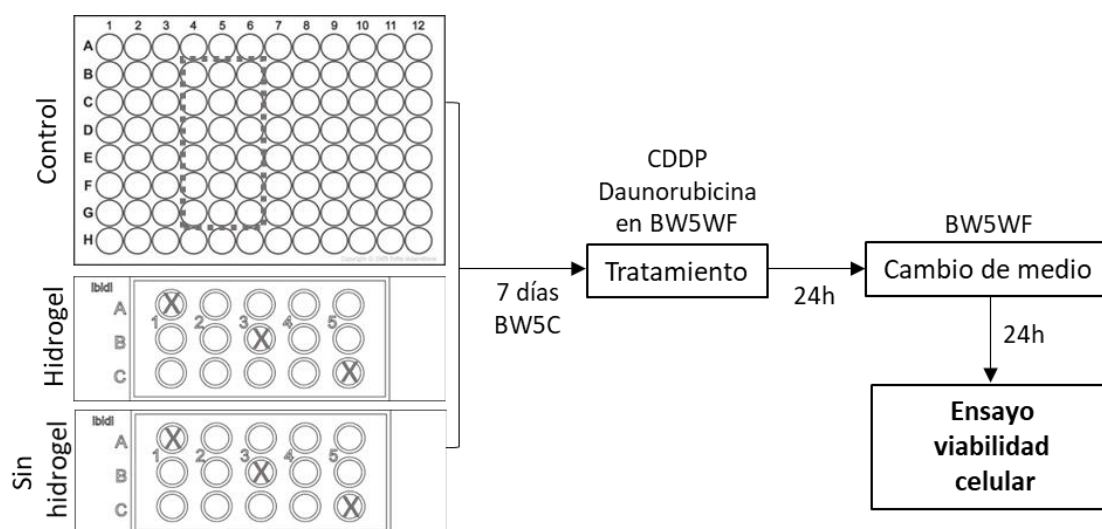 Control
1 2 3 4 5 6 7 8 9 10 11 12
A
B
C
D
E
F
G
H
Hidrogel
ibidi
A
1 2 3 4 5
B
C
X
X
X
Sin
hidrogel
ibidi
A
1 2 3 4 5
B
C
X
X
X
7 días
BW5C
CDDP
Daunorubicina
en BW5WF
Tratamiento
24h
BW5WF
Cambio de medio
24h
Ensayo
viabilidad
celular